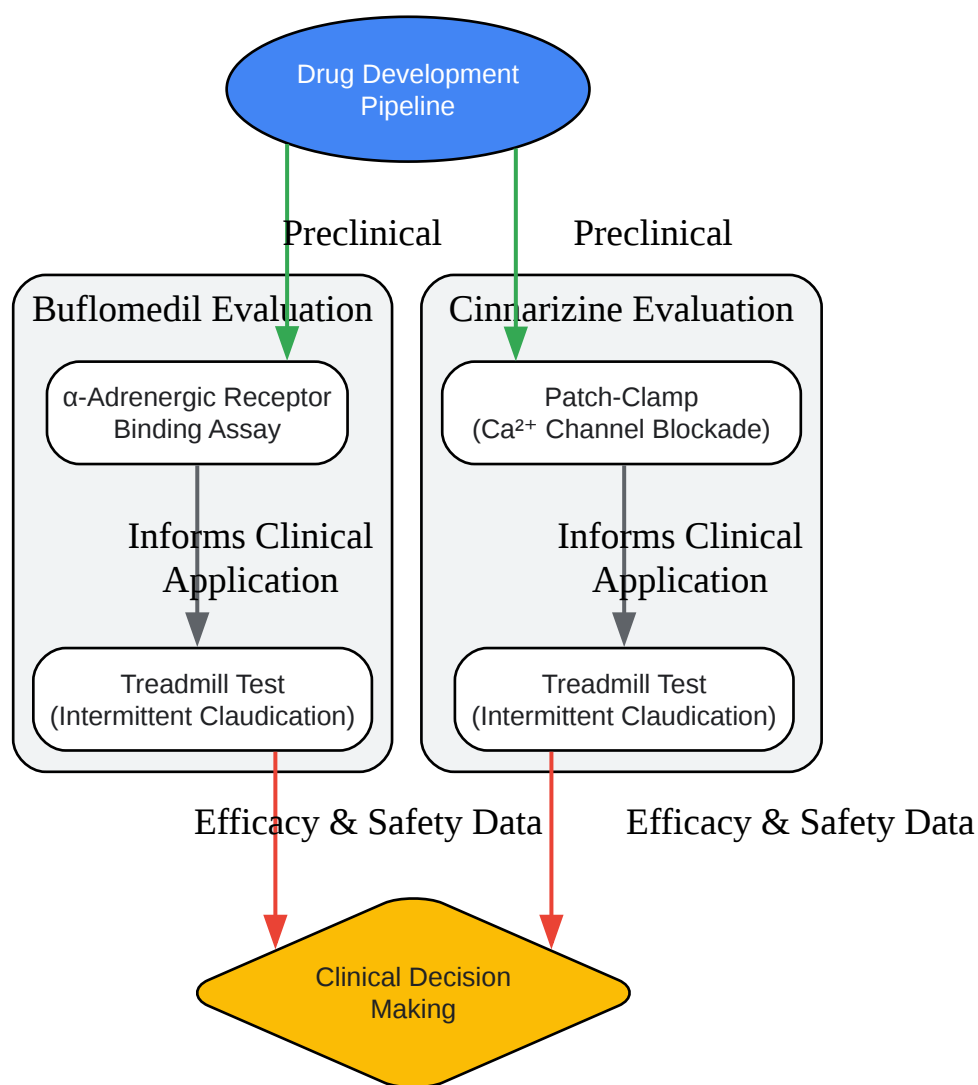 Drug Development
Pipeline
Preclinical
Preclinical
Buflomedil Evaluation
Cinnarizine Evaluation
α-Adrenergic Receptor
Binding Assay
Patch-Clamp
(Ca²⁺ Channel Blockade)
Informs Clinical
Application
Informs Clinical
Application
Treadmill Test
(Intermittent Claudication)
Treadmill Test
(Intermittent Claudication)
Efficacy & Safety Data
Efficacy & Safety Data
Clinical Decision
Making